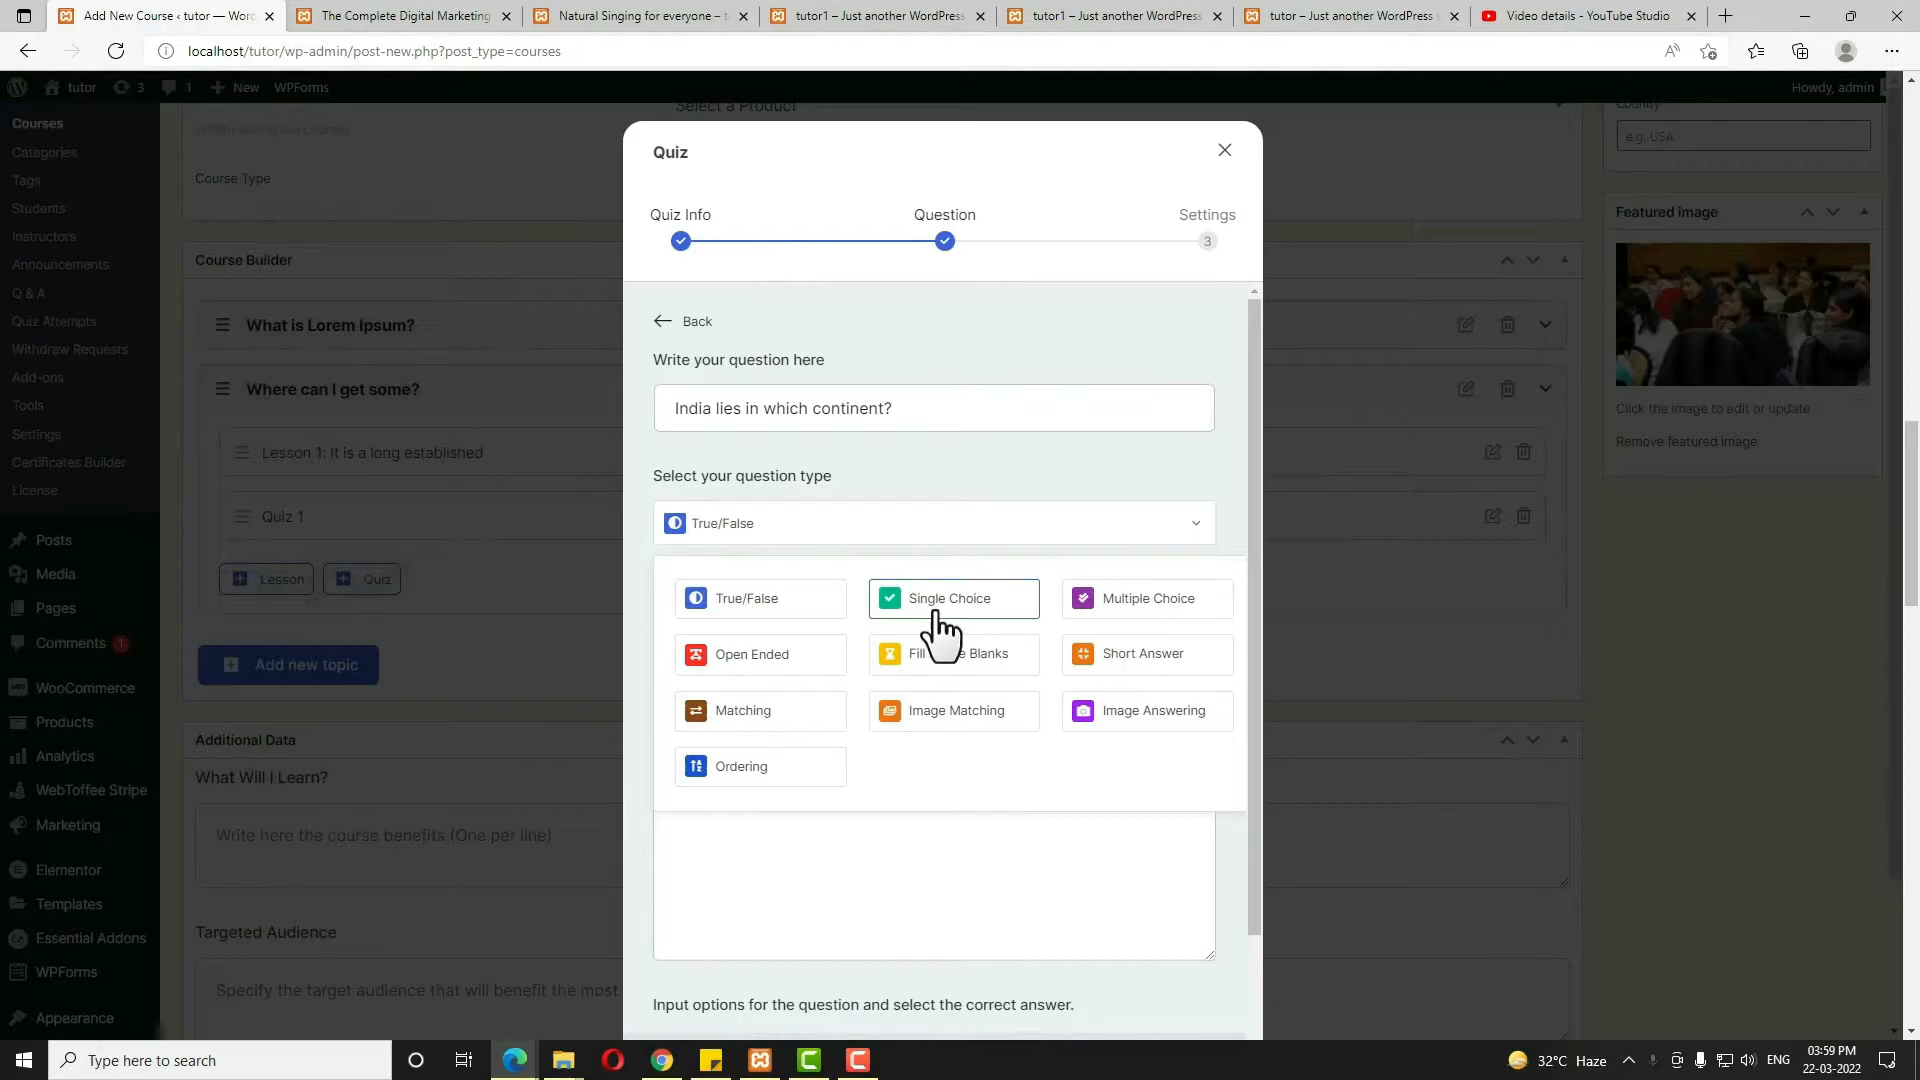 Add New Course ‹ tutor — Word
The Complete Digital Marketing
Natural Singing for everyone – t
tutor1 – Just another WordPress
tutor1 – Just another WordPress
tutor – Just another WordPress s
Video details - YouTube Studio
localhost/tutor/wp-admin/post-new.php?post_type=courses
tutor
3
1
New
WPForms
Howdy, admin
Courses
Categories
Tags
Students
Instructors
Announcements
Q & A
Quiz Attempts
Withdraw Requests
Add-ons
Tools
Settings
Certificates Builder
License
Posts
Media
Pages
Comments 1
WooCommerce
Products
Analytics
WebToffee Stripe
Marketing
Elementor
Templates
Essential Addons
WPForms
Appearance
Select a Product
Course Type
Course Builder
What is Lorem Ipsum?
Where can I get some?
Lesson 1: It is a long established
Quiz 1
Lesson
Quiz
Add new topic
Additional Data
What Will I Learn?
Write here the course benefits (One per line)
Targeted Audience
Specify the target audience that will benefit the most
Quiz
Quiz Info
Question
Settings
3
Back
Write your question here
India lies in which continent?
Select your question type
True/False
True/False
Single Choice
Multiple Choice
Open Ended
Fill
Blanks
Short Answer
Matching
Image Matching
Image Answering
Ordering
Input options for the question and select the correct answer.
Country
e.g. USA
Featured image
Click the image to edit or update
Remove featured image
Type here to search
32°C Haze
ENG
03:59 PM
22-03-2022